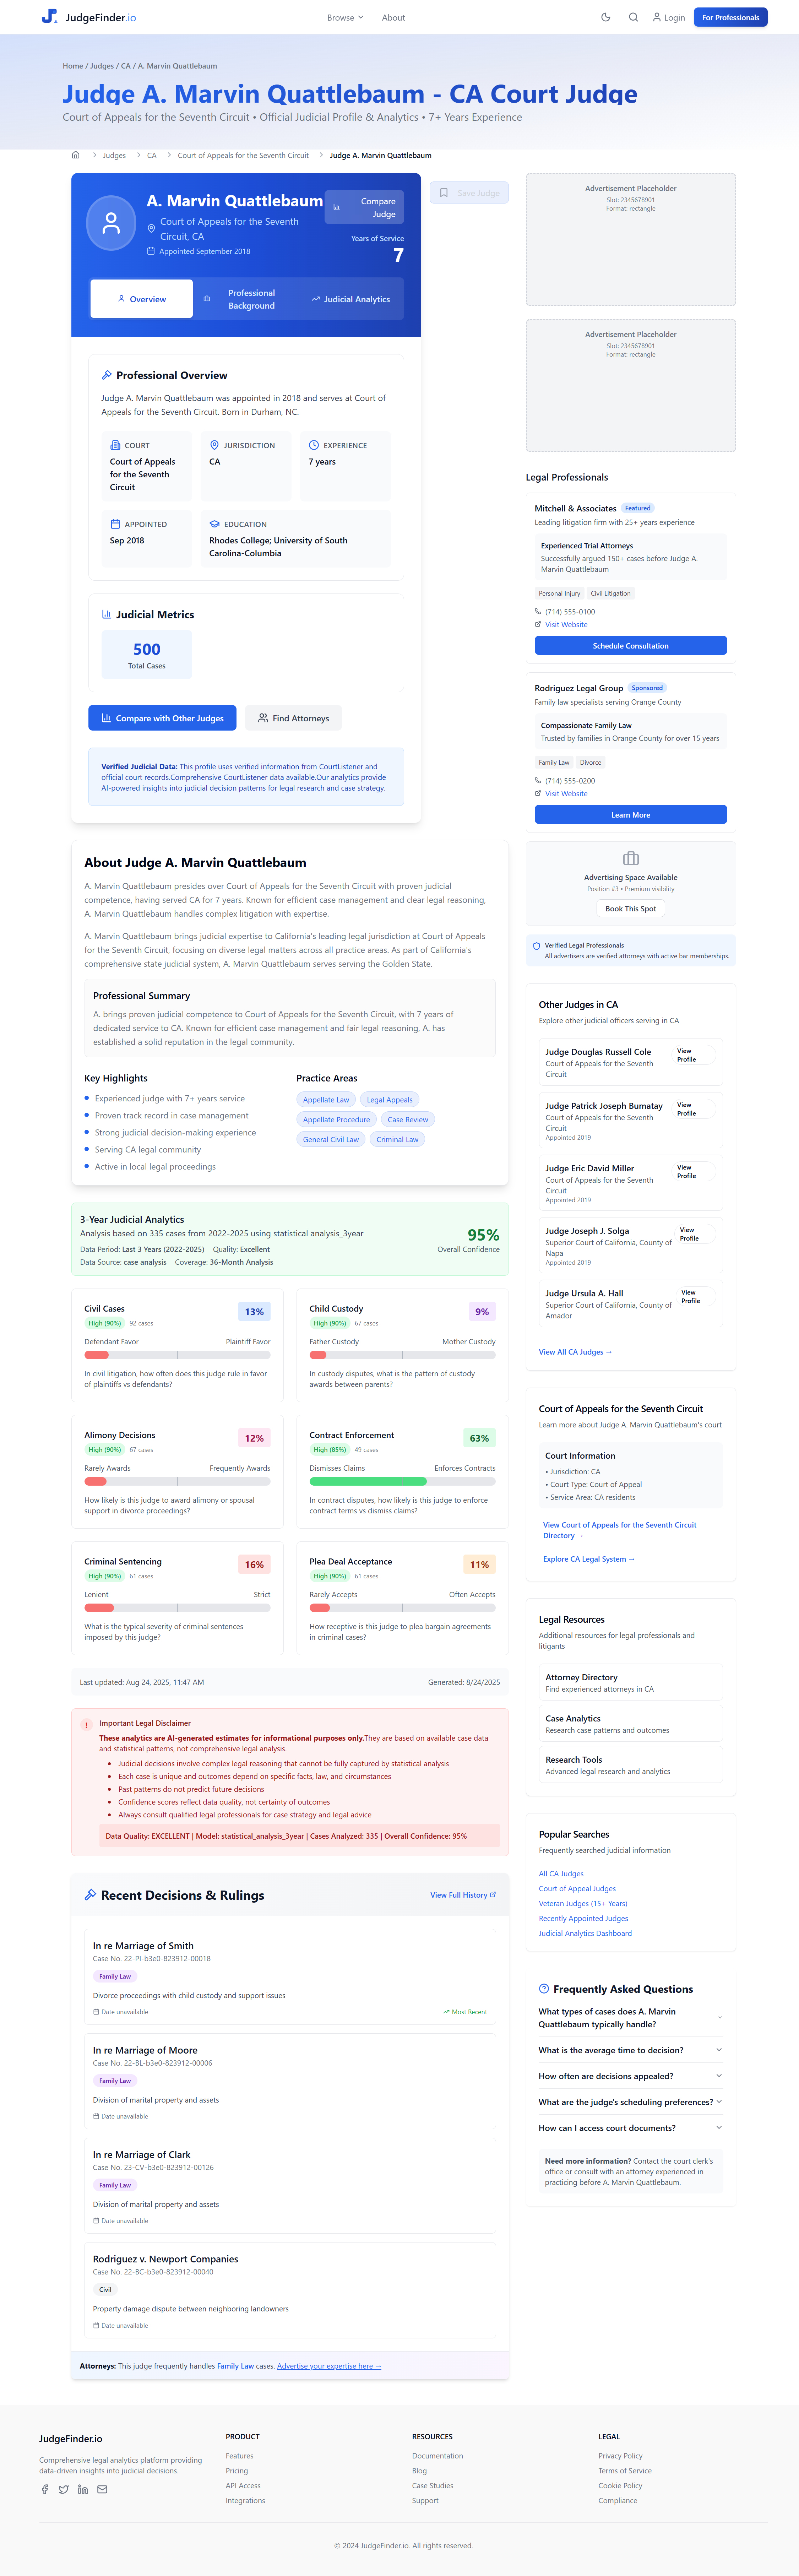 JudgeFinder.io
Browse
About
Login
For Professionals
Home / Judges / CA / A. Marvin Quattlebaum
Judge A. Marvin Quattlebaum - CA Court Judge
Court of Appeals for the Seventh Circuit • Official Judicial Profile & Analytics • 7+ Years Experience
Judges
CA
Court of Appeals for the Seventh Circuit
Judge A. Marvin Quattlebaum
A. Marvin Quattlebaum
Court of Appeals for the Seventh
Circuit, CA
Appointed September 2018
Compare
Judge
Years of Service
7
Save Judge
Overview
Professional
Background
Judicial Analytics
Professional Overview
Judge A. Marvin Quattlebaum was appointed in 2018 and serves at Court of
Appeals for the Seventh Circuit. Born in Durham, NC.
COURT
Court of Appeals
for the Seventh
Circuit
JURISDICTION
CA
EXPERIENCE
7 years
APPOINTED
Sep 2018
EDUCATION
Rhodes College; University of South
Carolina-Columbia
Judicial Metrics
500
Total Cases
Compare with Other Judges
Find Attorneys
Verified Judicial Data: This profile uses verified information from CourtListener and
official court records.Comprehensive CourtListener data available.Our analytics provide
AI-powered insights into judicial decision patterns for legal research and case strategy.
About Judge A. Marvin Quattlebaum
A. Marvin Quattlebaum presides over Court of Appeals for the Seventh Circuit with proven judicial
competence, having served CA for 7 years. Known for efficient case management and clear legal reasoning,
A. Marvin Quattlebaum handles complex litigation with expertise.
A. Marvin Quattlebaum brings judicial expertise to California's leading legal jurisdiction at Court of Appeals
for the Seventh Circuit, focusing on diverse legal matters across all practice areas. As part of California's
comprehensive state judicial system, A. Marvin Quattlebaum serves serving the Golden State.
Professional Summary
A. brings proven judicial competence to Court of Appeals for the Seventh Circuit, with 7 years of
dedicated service to CA. Known for efficient case management and fair legal reasoning, A. has
established a solid reputation in the legal community.
Key Highlights
Experienced judge with 7+ years service
Proven track record in case management
Strong judicial decision-making experience
Serving CA legal community
Active in local legal proceedings
Practice Areas
Appellate Law
Legal Appeals
Appellate Procedure
Case Review
General Civil Law
Criminal Law
3-Year Judicial Analytics
Analysis based on 335 cases from 2022-2025 using statistical analysis_3year
Data Period: Last 3 Years (2022-2025) Quality: Excellent
Data Source: case analysis Coverage: 36-Month Analysis
95%
Overall Confidence
Civil Cases
High (90%) 92 cases
13%
Defendant Favor
Plaintiff Favor
In civil litigation, how often does this judge rule in favor
of plaintiffs vs defendants?
Child Custody
High (90%) 67 cases
9%
Father Custody
Mother Custody
In custody disputes, what is the pattern of custody
awards between parents?
Alimony Decisions
High (90%) 67 cases
12%
Rarely Awards
Frequently Awards
How likely is this judge to award alimony or spousal
support in divorce proceedings?
Contract Enforcement
High (85%) 49 cases
63%
Dismisses Claims
Enforces Contracts
In contract disputes, how likely is this judge to enforce
contract terms vs dismiss claims?
Criminal Sentencing
High (90%) 61 cases
16%
Lenient
Strict
What is the typical severity of criminal sentences
imposed by this judge?
Plea Deal Acceptance
High (90%) 61 cases
11%
Rarely Accepts
Often Accepts
How receptive is this judge to plea bargain agreements
in criminal cases?
Last updated: Aug 24, 2025, 11:47 AM
Generated: 8/24/2025
Important Legal Disclaimer
These analytics are AI-generated estimates for informational purposes only.They are based on available case data
and statistical patterns, not comprehensive legal analysis.
Judicial decisions involve complex legal reasoning that cannot be fully captured by statistical analysis
Each case is unique and outcomes depend on specific facts, law, and circumstances
Past patterns do not predict future decisions
Confidence scores reflect data quality, not certainty of outcomes
Always consult qualified legal professionals for case strategy and legal advice
Data Quality: EXCELLENT | Model: statistical_analysis_3year | Cases Analyzed: 335 | Overall Confidence: 95%
Recent Decisions & Rulings
View Full History
In re Marriage of Smith
Case No. 22-PI-b3e0-823912-00018
Family Law
Divorce proceedings with child custody and support issues
Date unavailable
Most Recent
In re Marriage of Moore
Case No. 22-BL-b3e0-823912-00006
Family Law
Division of marital property and assets
Date unavailable
In re Marriage of Clark
Case No. 23-CV-b3e0-823912-00126
Family Law
Division of marital property and assets
Date unavailable
Rodriguez v. Newport Companies
Case No. 22-BC-b3e0-823912-00040
Civil
Property damage dispute between neighboring landowners
Date unavailable
Attorneys: This judge frequently handles Family Law cases. Advertise your expertise here →
Advertisement Placeholder
Slot: 2345678901
Format: rectangle
Advertisement Placeholder
Slot: 2345678901
Format: rectangle
Legal Professionals
Mitchell & Associates Featured
Leading litigation firm with 25+ years experience
Experienced Trial Attorneys
Successfully argued 150+ cases before Judge A.
Marvin Quattlebaum
Personal Injury
Civil Litigation
(714) 555-0100
Visit Website
Schedule Consultation
Rodriguez Legal Group Sponsored
Family law specialists serving Orange County
Compassionate Family Law
Trusted by families in Orange County for over 15 years
Family Law
Divorce
(714) 555-0200
Visit Website
Learn More
Advertising Space Available
Position #3 • Premium visibility
Book This Spot
Verified Legal Professionals
All advertisers are verified attorneys with active bar memberships.
Other Judges in CA
Explore other judicial officers serving in CA
Judge Douglas Russell Cole
Court of Appeals for the Seventh
Circuit
View
Profile
Judge Patrick Joseph Bumatay
Court of Appeals for the Seventh
Circuit
Appointed 2019
View
Profile
Judge Eric David Miller
Court of Appeals for the Seventh
Circuit
Appointed 2019
View
Profile
Judge Joseph J. Solga
Superior Court of California, County of
Napa
Appointed 2019
View
Profile
Judge Ursula A. Hall
Superior Court of California, County of
Amador
View
Profile
View All CA Judges →
Court of Appeals for the Seventh Circuit
Learn more about Judge A. Marvin Quattlebaum's court
Court Information
• Jurisdiction: CA
• Court Type: Court of Appeal
• Service Area: CA residents
View Court of Appeals for the Seventh Circuit
Directory →
Explore CA Legal System →
Legal Resources
Additional resources for legal professionals and
litigants
Attorney Directory
Find experienced attorneys in CA
Case Analytics
Research case patterns and outcomes
Research Tools
Advanced legal research and analytics
Popular Searches
Frequently searched judicial information
All CA Judges
Court of Appeal Judges
Veteran Judges (15+ Years)
Recently Appointed Judges
Judicial Analytics Dashboard
Frequently Asked Questions
What types of cases does A. Marvin
Quattlebaum typically handle?
What is the average time to decision?
How often are decisions appealed?
What are the judge's scheduling preferences?
How can I access court documents?
Need more information? Contact the court clerk's
office or consult with an attorney experienced in
practicing before A. Marvin Quattlebaum.
JudgeFinder.io
Comprehensive legal analytics platform providing
data-driven insights into judicial decisions.
PRODUCT
Features
Pricing
API Access
Integrations
RESOURCES
Documentation
Blog
Case Studies
Support
LEGAL
Privacy Policy
Terms of Service
Cookie Policy
Compliance
© 2024 JudgeFinder.io. All rights reserved.